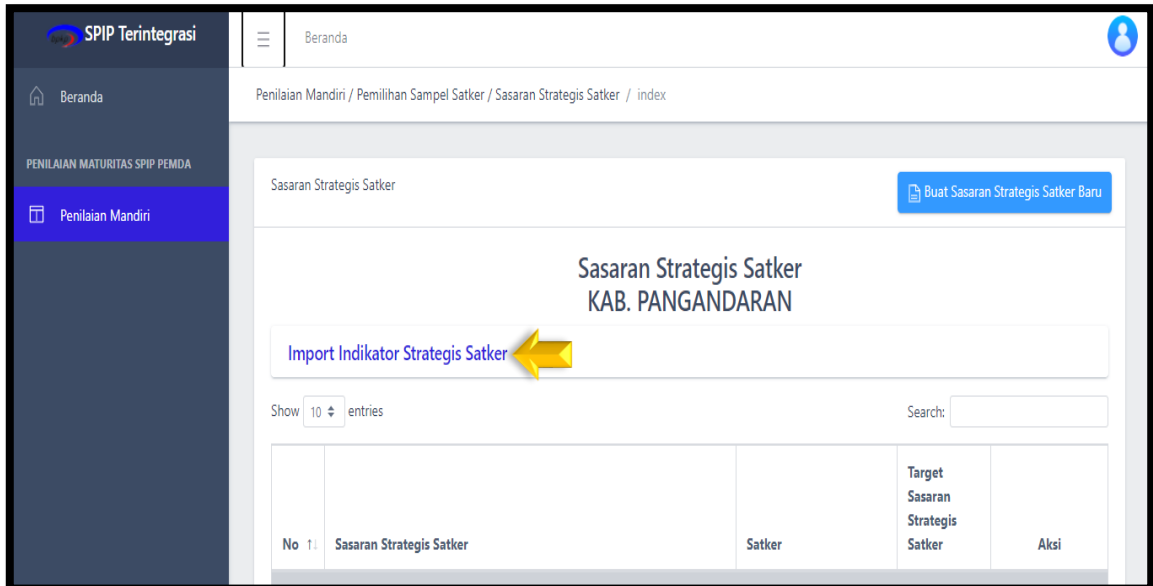 SPIP Terintegrasi
Beranda
Beranda
Penilaian Mandiri / Pemilihan Sampel Satker / Sasaran Strategis Satker / index
PENILAIAN MATURITAS SPIP PEMDA
Penilaian Mandiri
Sasaran Strategis Satker
Buat Sasaran Strategis Satker Baru
Sasaran Strategis Satker
KAB. PANGANDARAN
Import Indikator Strategis Satker
Show 10 entries
Search:
No
Sasaran Strategis Satker
Satker
Target
Sasaran
Strategis
Satker
Aksi